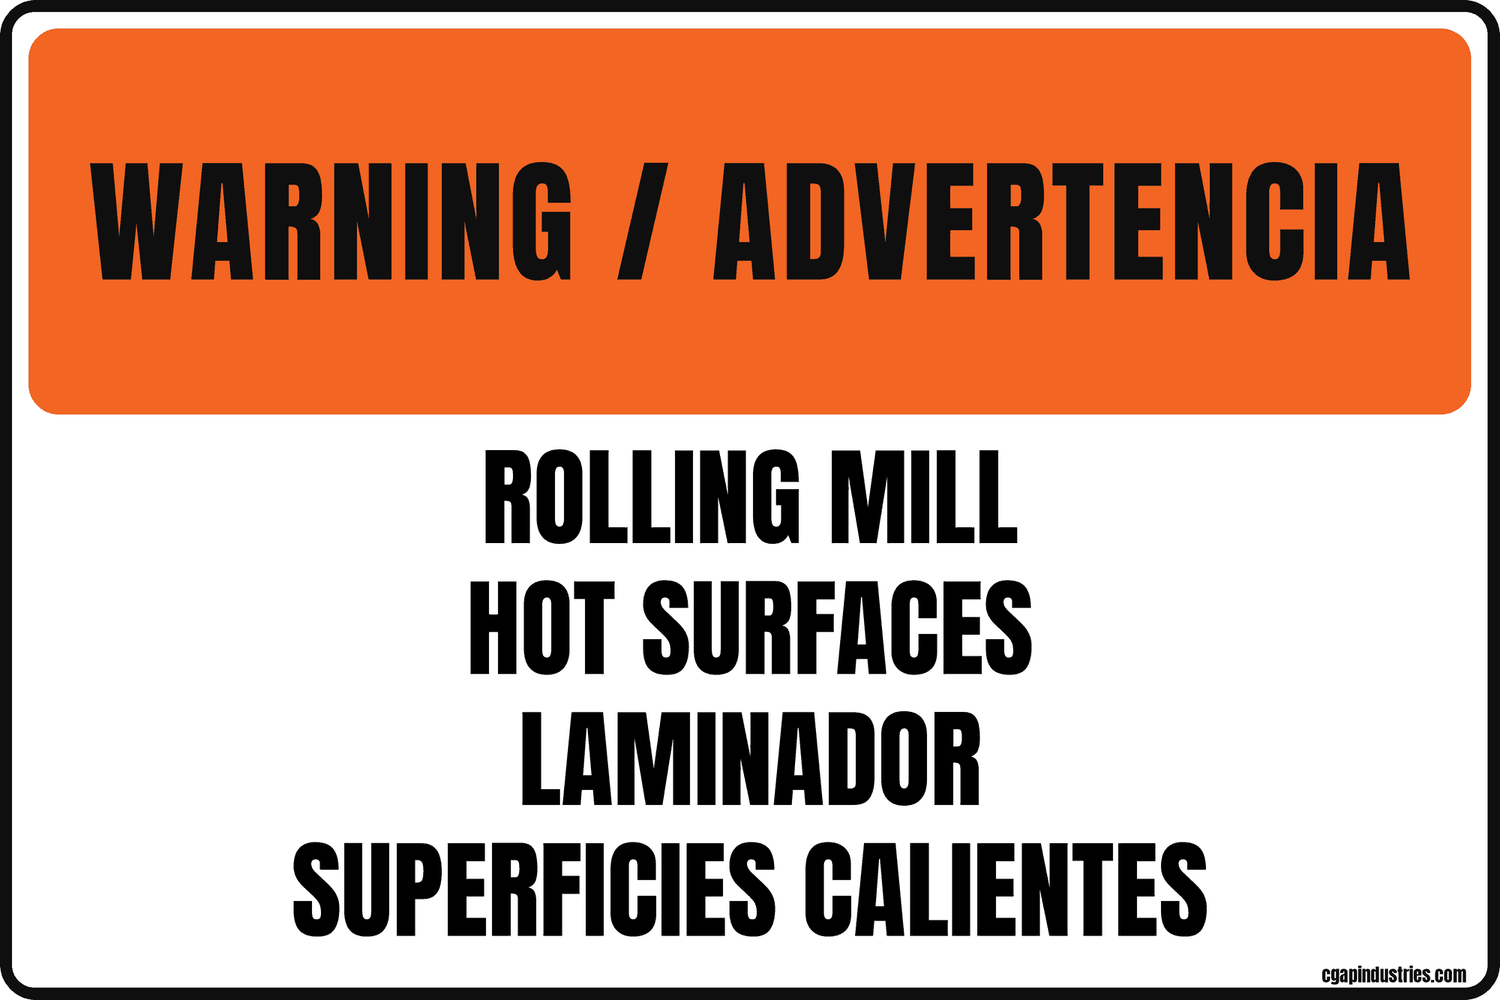 WARNING / ADVERTENCIA
ROLLING MILL
HOT SURFACES
LAMINADOR
SUPERFICIES CALIENTES
cgapindustries.com